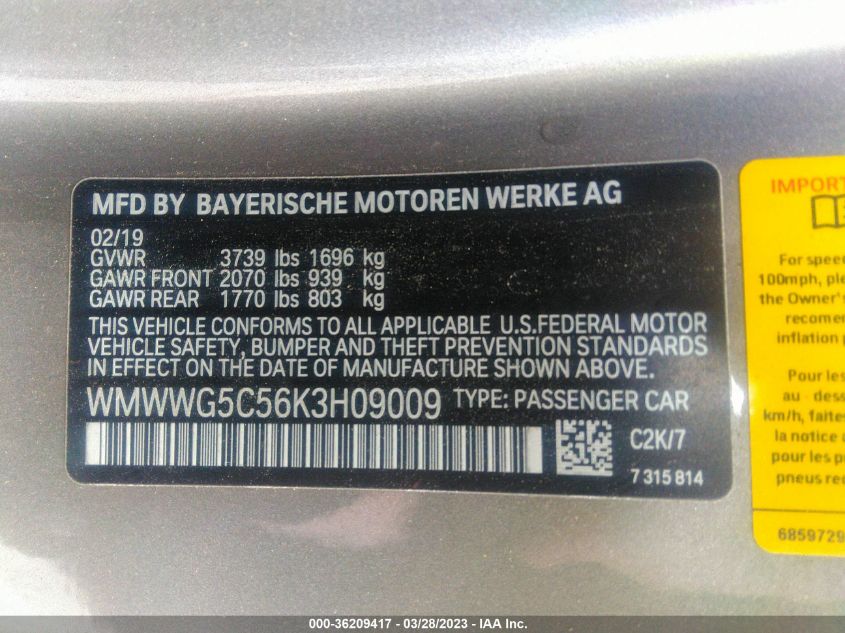 MFD BY BAYERISCHE MOTOREN WERKE AG
02/19
GVWR 3739 lbs 1696 kg
GAWR FRONT 2070 lbs 939 kg
GAWR REAR 1770 lbs 803 kg
THIS VEHICLE CONFORMS TO ALL APPLICABLE U.S.FEDERAL MOTOR
VEHICLE SAFETY, BUMPER AND THEFT PREVENTION STANDARDS
IN EFFECT ON THE DATE OF MANUFACTURE SHOWN ABOVE.
WMWWG5C56K3H09009 TYPE: PASSENGER CAR
C2K/7
7 315 814
IMPORT
For speed
100mph, ple
the Owner's
recomm
inflation p
Pour les
au - dess
km/h, faites
la notice
pour les p
pneus rec
6859729
000-36209417 - 03/28/2023 - IAA Inc.